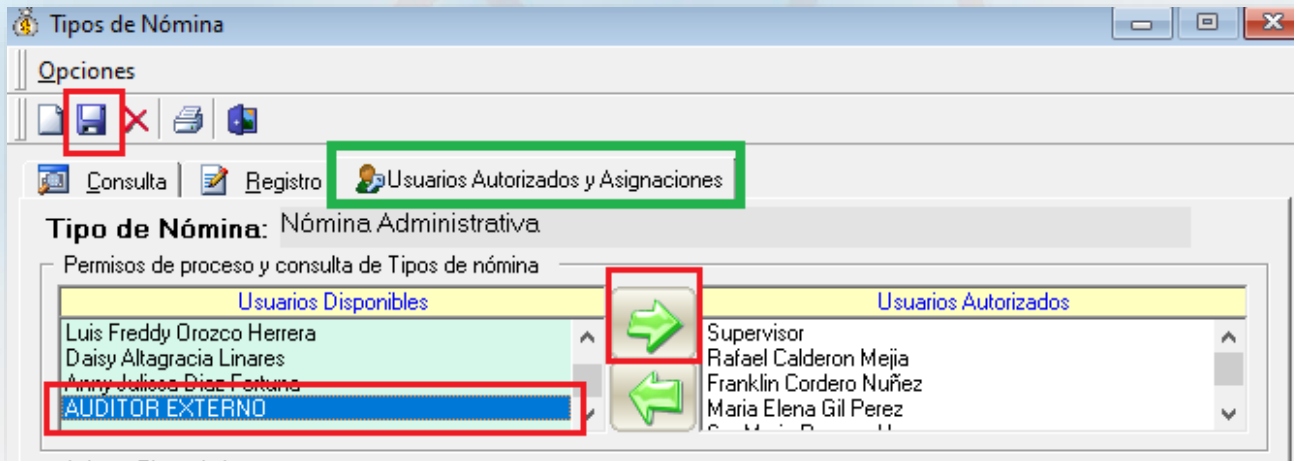 Tipos de Nómina
Opciones
Consulta Registro Usuarios Autorizados y Asignaciones
Tipo de Nómina: Nómina Administrativa
Permisos de proceso y consulta de Tipos de nómina
Usuarios Disponibles
Luis Freddy Orozco Herrera
Daisy Altagracia Linares
Anny Julissa Diaz Fortuna
AUDITOR EXTERNO
Usuarios Autorizados
Supervisor
Rafael Calderon Mejia
Franklin Cordero Nuñez
Maria Elena Gil Perez